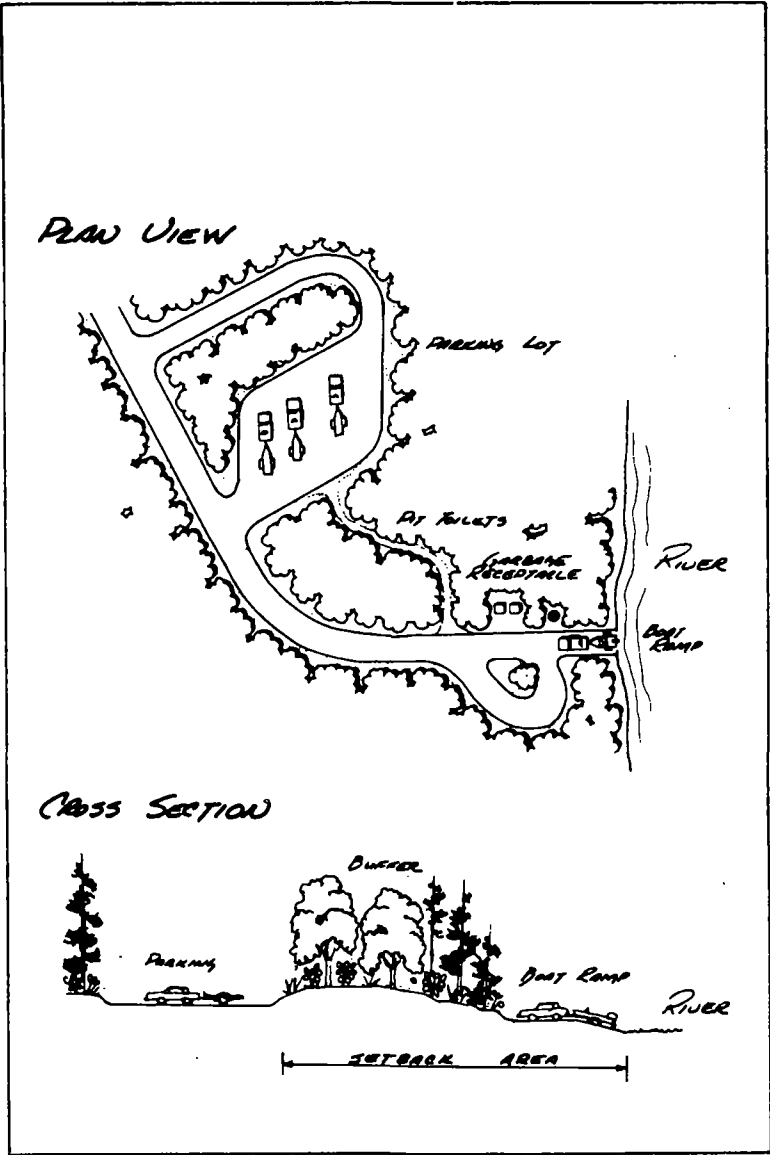 PLAN VIEW
PARKING LOT
PIT TOILETS
GARBAGE
RECEPTABLE
RIVER
BOAT
RAMP
CROSS SECTION
BUFFER
PARKING
BOAT RAMP
RIVER
SETBACK AREA